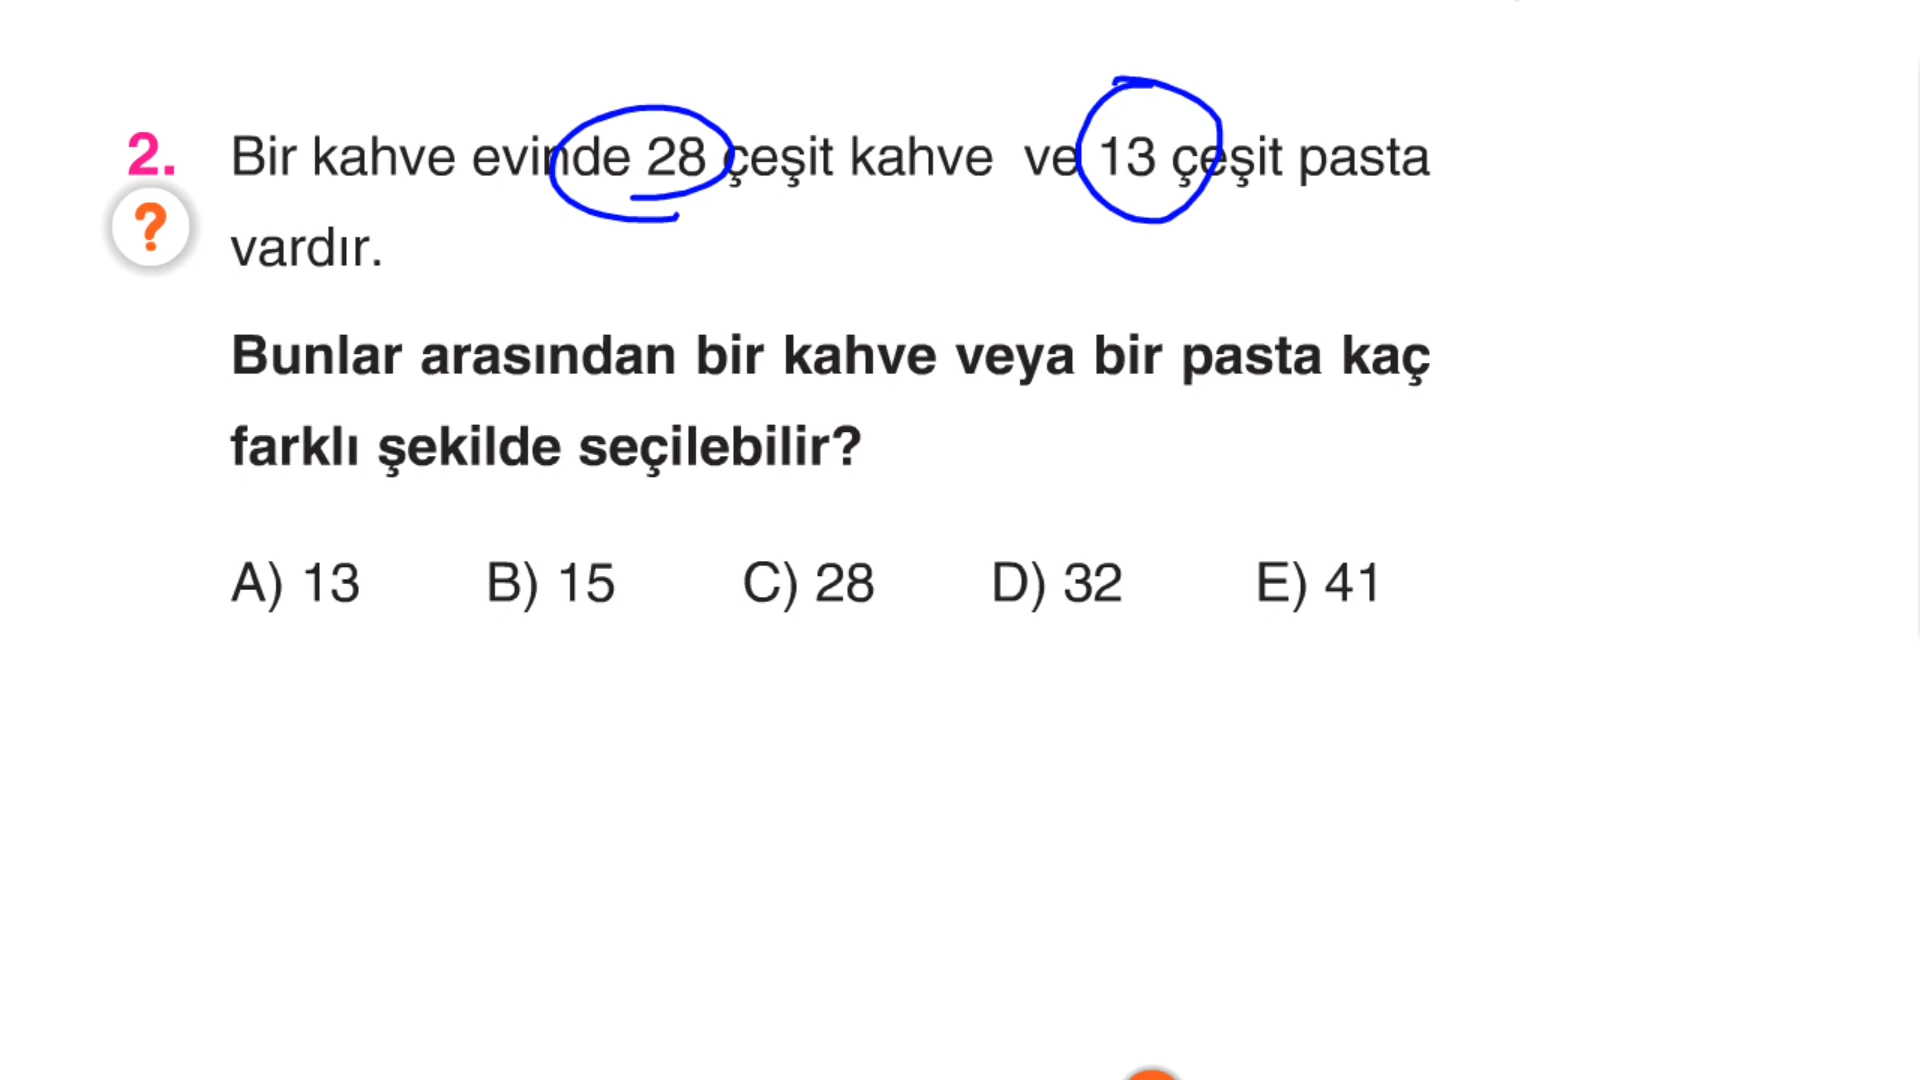 2. Bir kahve evinde 28 çeşit kahve ve 13 çeşit pasta
?
vardır.
Bunlar arasından bir kahve veya bir pasta kaç
farklı şekilde seçilebilir?
A) 13 B) 15 C) 28 D) 32 E) 41